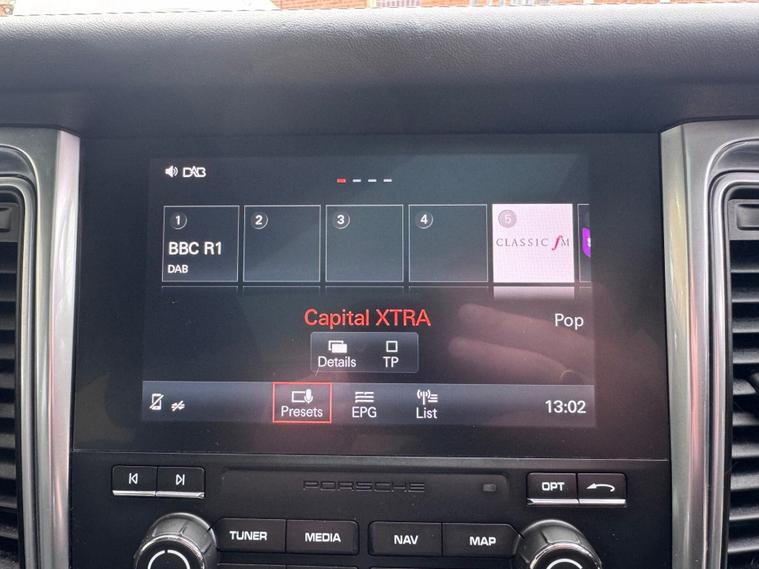 DAB
1
2
3
4
5
BBC R1
DAB
CLASSIC fM
Capital XTRA
Pop
Details
TP
Presets
EPG
List
13:02
PORSCHE
OPT
TUNER
MEDIA
NAV
MAP